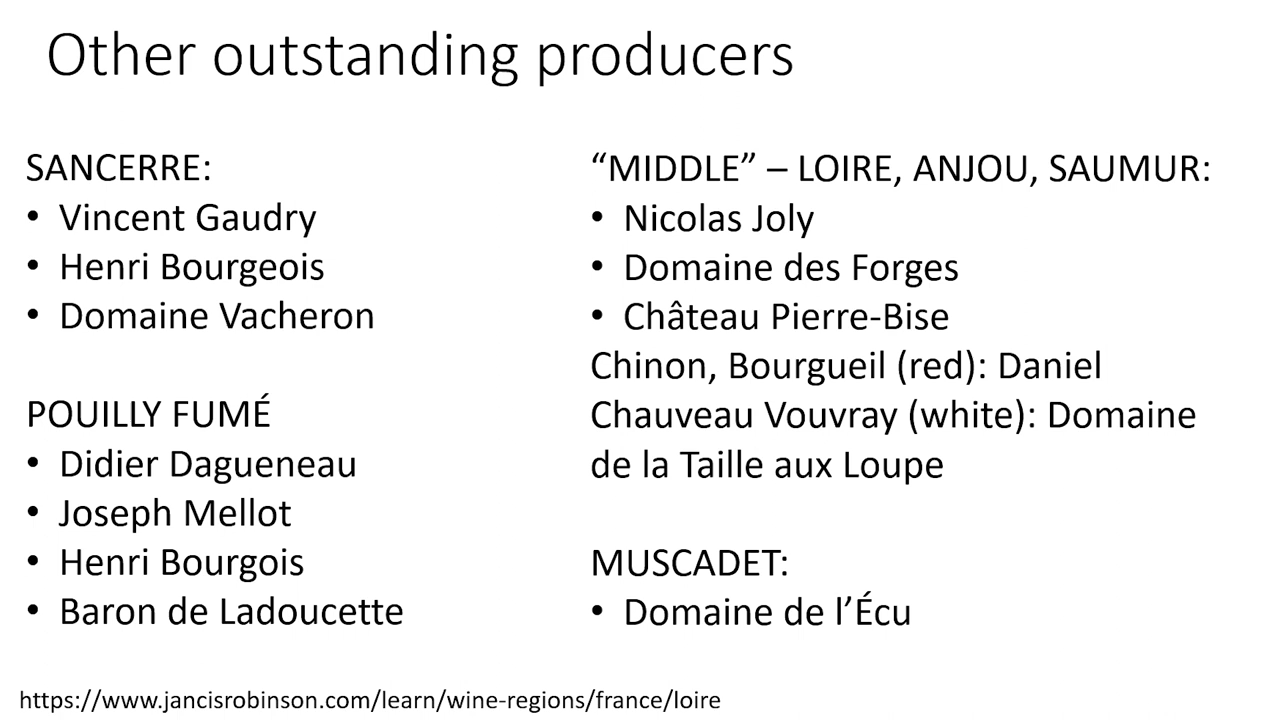 Other outstanding producers
SANCERRE:
• Vincent Gaudry
• Henri Bourgeois
• Domaine Vacheron
POUILLY FUMÉ
• Didier Dagueneau
• Joseph Mellot
• Henri Bourgois
• Baron de Ladoucette
“MIDDLE” – LOIRE, ANJOU, SAUMUR:
• Nicolas Joly
• Domaine des Forges
• Château Pierre-Bise
Chinon, Bourgueil (red): Daniel
Chauveau Vouvray (white): Domaine
de la Taille aux Loupe
MUSCADET:
• Domaine de l’Écu
https://www.jancisrobinson.com/learn/wine-regions/france/loire